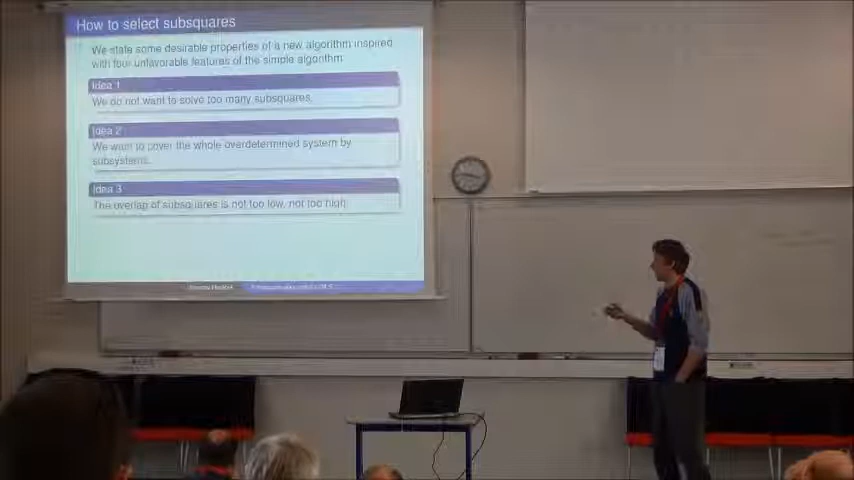 How to select subsquares
We state some desirable properties of a new algorithm inspired
with four unfavorable features of the simple algorithm
Idea 1
We do not want to solve too many subsquares.
Idea 2
We want to cover the whole overdetermined system by
subsystems.
Idea 3
The overlap of subsquares is not too low, not too high.